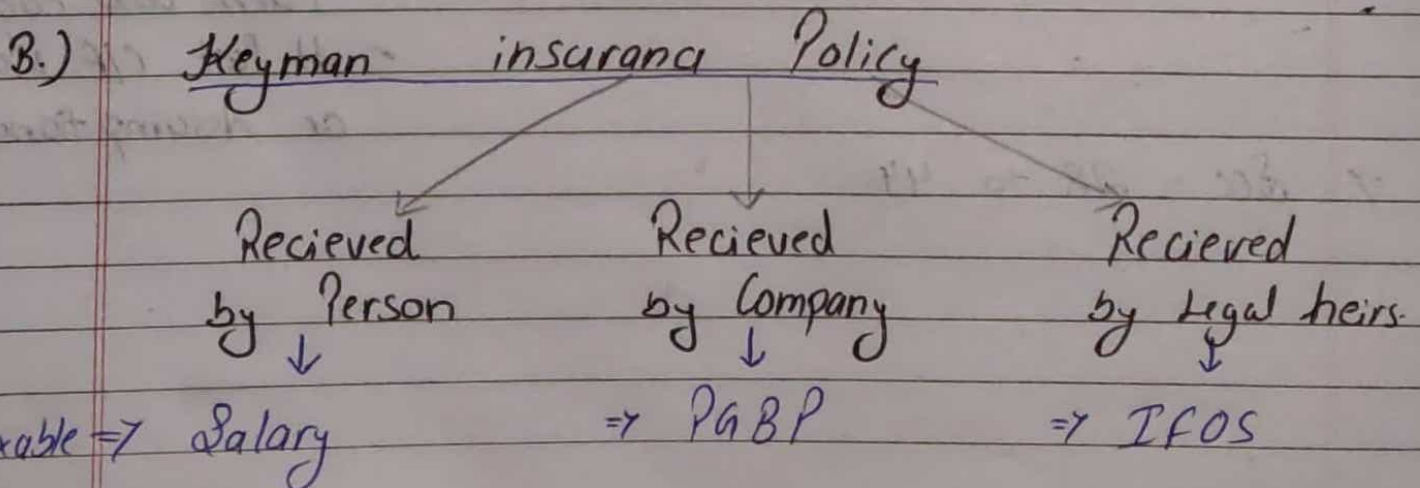 B.) Keyman insurana Policy
Recieved Recieved Recieved
by Person by Company by Legal heirs.
↓ ↓ ↓
xable => Salary => PGBP => IFOS